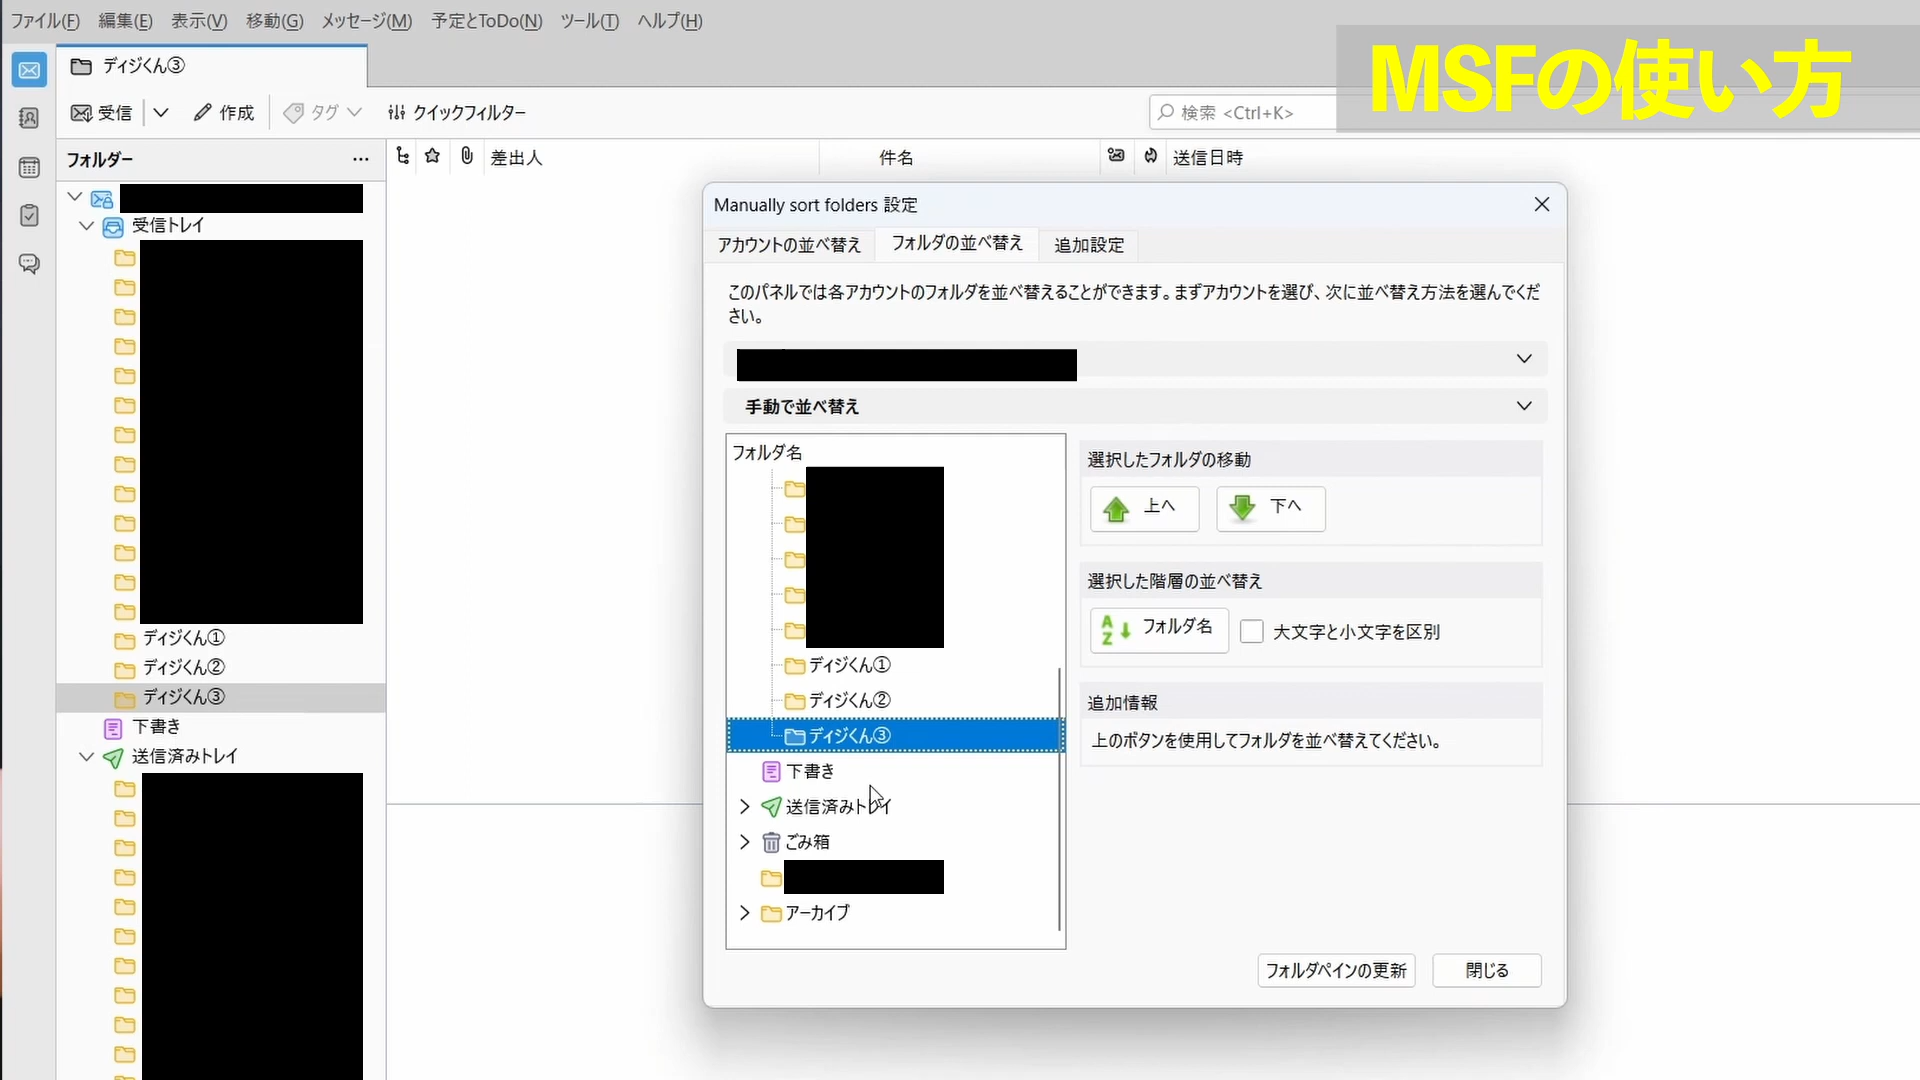 ファイル(F) 編集(E) 表示(V) 移動(G) メッセージ(M) 予定とToDo(N) ツール(T) ヘルプ(H)
ディジくん③
MSFの使い方
受信 作成 タグ クイックフィルター
検索 <Ctrl+K>
フォルダー
差出人 件名 送信日時
受信トレイ
ディジくん①
ディジくん②
ディジくん③
下書き
送信済みトレイ
Manually sort folders 設定
アカウントの並べ替え フォルダの並べ替え 追加設定
このパネルでは各アカウントのフォルダを並べ替えることができます。まずアカウントを選び、次に並べ替え方法を選んでくだ
さい。
手動で並べ替え
フォルダ名
ディジくん①
ディジくん②
ディジくん③
下書き
送信済みトレイ
ごみ箱
アーカイブ
選択したフォルダの移動
上へ 下へ
選択した階層の並べ替え
AZ フォルダ名 大文字と小文字を区別
追加情報
上のボタンを使用してフォルダを並べ替えてください。
フォルダペインの更新 閉じる